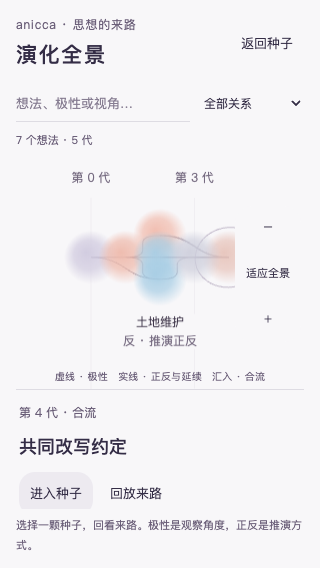 anicca · 思想的来路
演化全景
返回种子
想法、极性或视角…
全部关系
7 个想法 · 5 代
第 0 代
第 3 代
−
适应全景
+
土地维护
反 · 推演正反
虚线 · 极性 实线 · 正反与延续 汇入 · 合流
第 4 代 · 合流
共同改写约定
进入种子
回放来路
选择一颗种子，回看来路。极性是观察角度，正反是推演方
式。